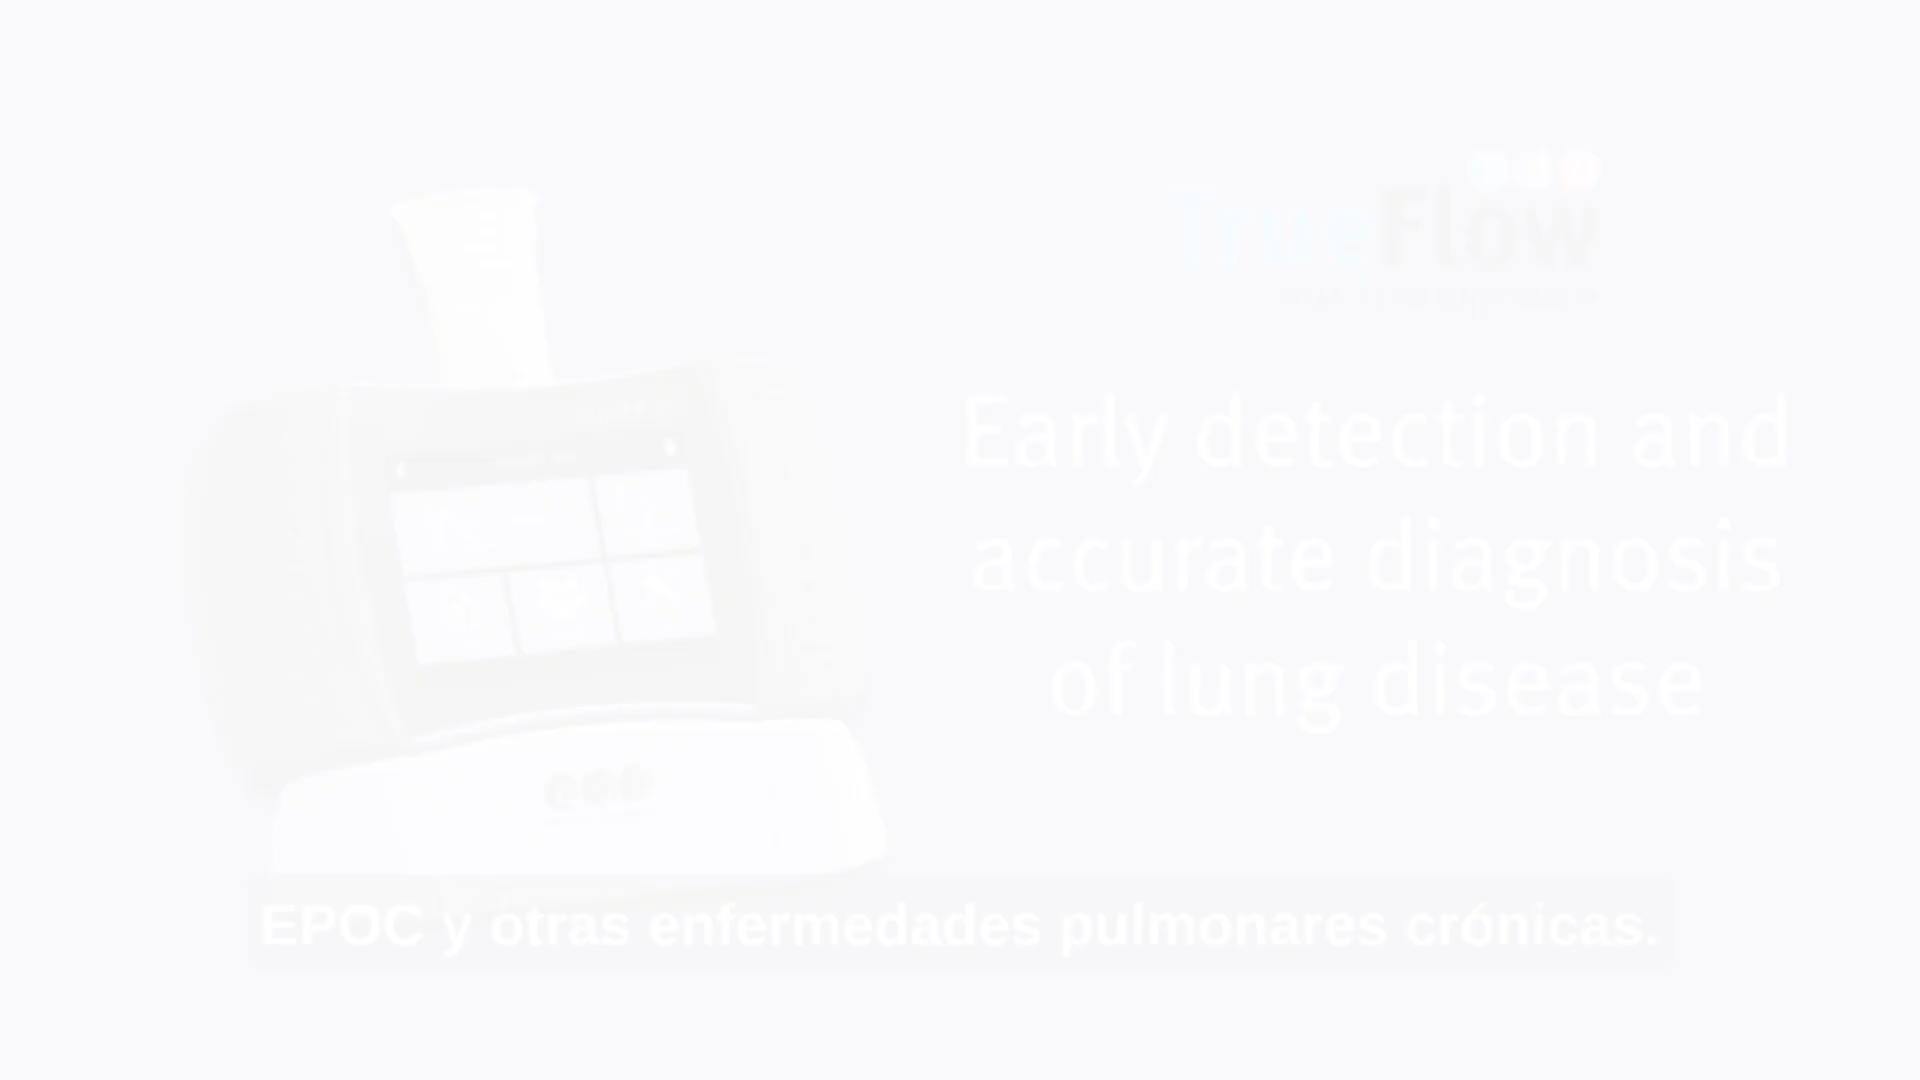 TrueFlow
Early detection and
accurate diagnosis
of lung disease
EPOC y otras enfermedades pulmonares crónicas.